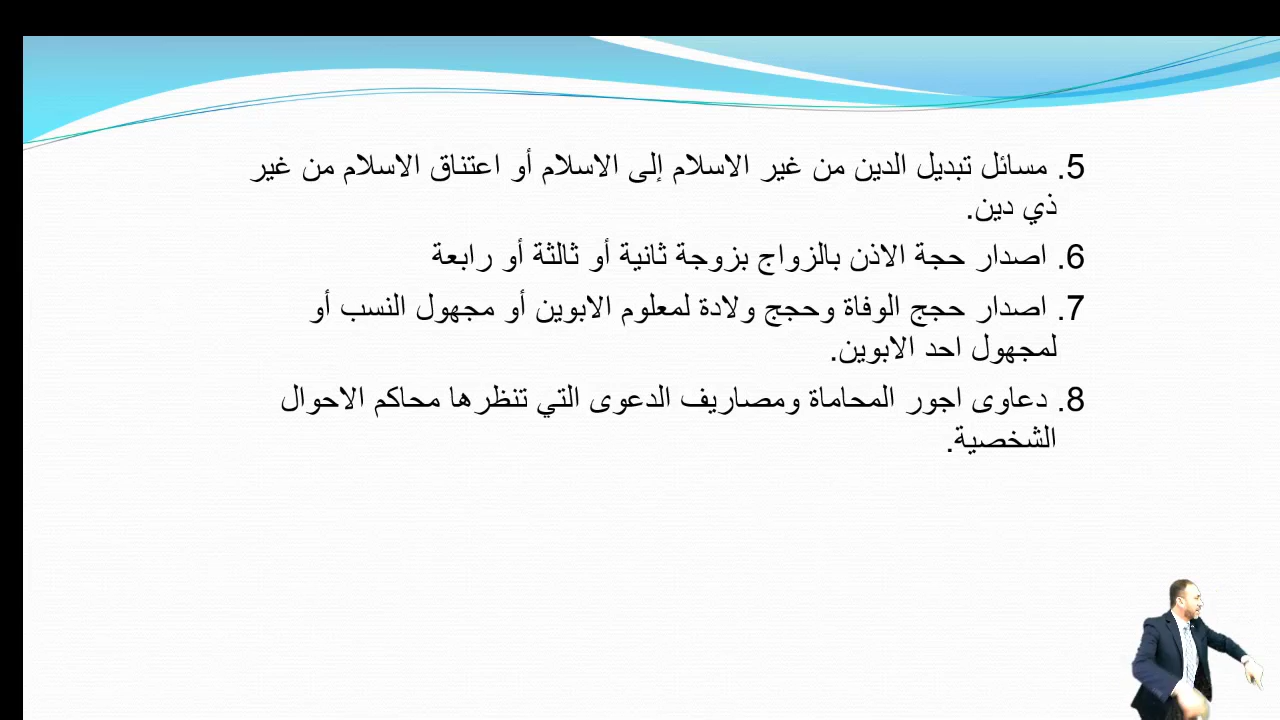 5. مسائل تبديل الدين من غير الاسلام إلى الاسلام أو اعتناق الاسلام من غير
ذي دين.
6. اصدار حجة الاذن بالزواج بزوجة ثانية أو ثالثة أو رابعة
7. اصدار حجج الوفاة وحجج ولادة لمعلوم الابوين أو مجهول النسب أو
لمجهول احد الابوين.
8. دعاوى اجور المحاماة ومصاريف الدعوى التي تنظرها محاكم الاحوال
الشخصية.